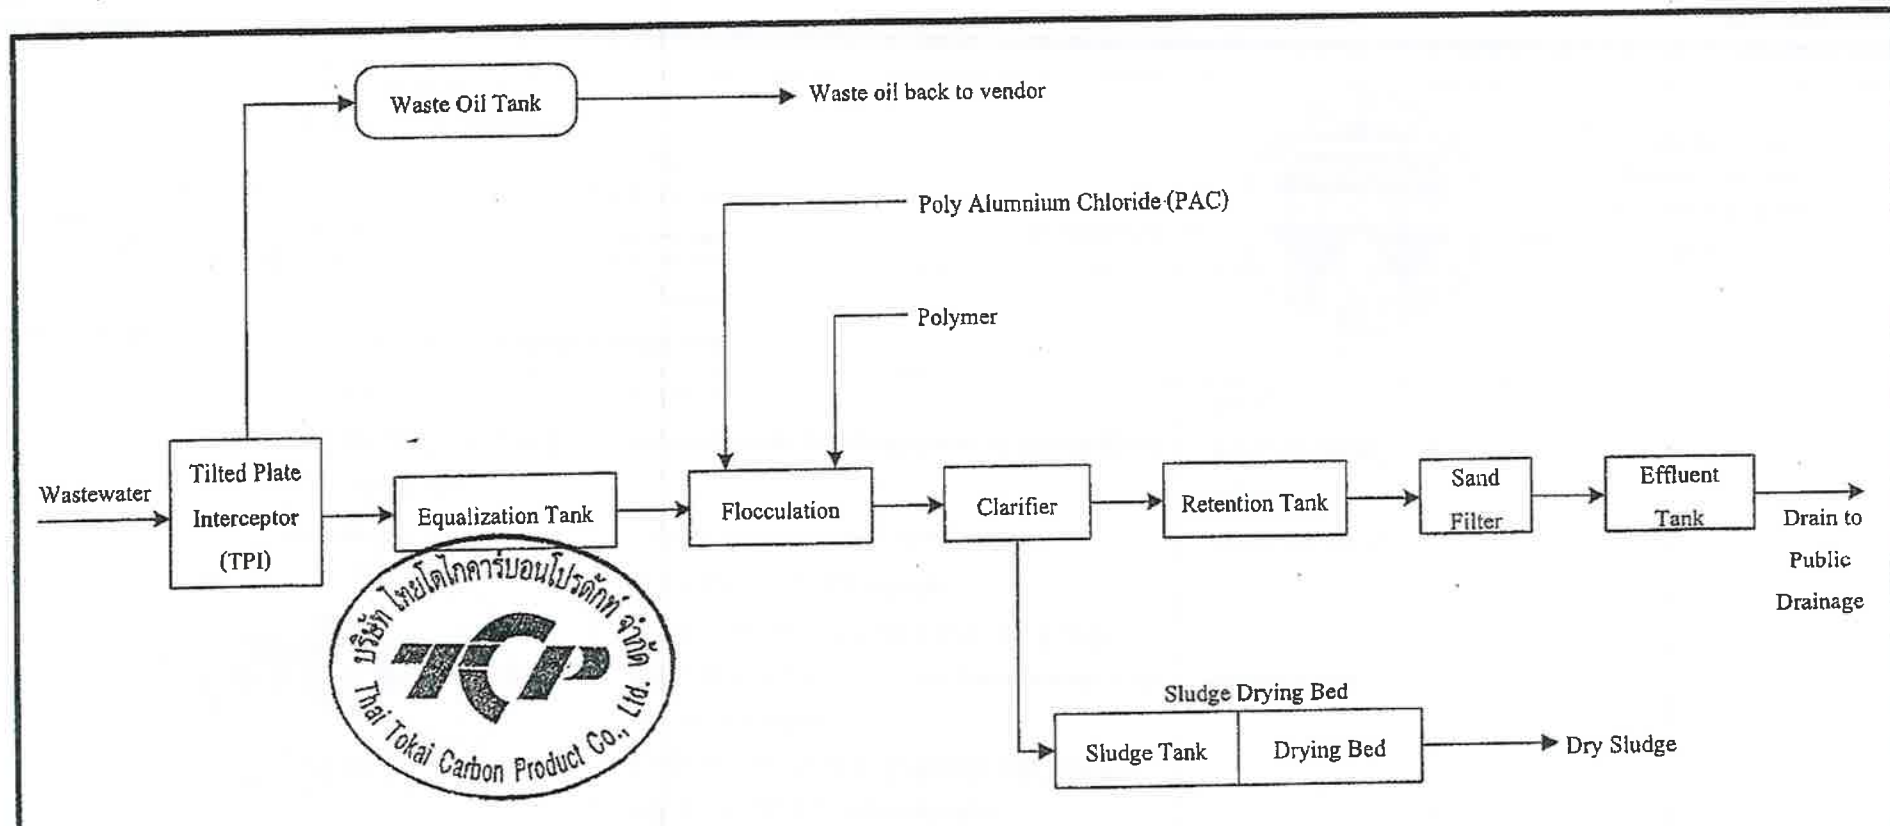 Waste Oil Tank
Waste oil back to vendor
Poly Alumnium Chloride (PAC)
Polymer
Wastewater
Tilted Plate
Interceptor
(TPI)
Equalization Tank
Flocculation
Clarifier
Retention Tank
Sand
Filter
Effluent
Tank
Drain to
Public
Drainage
บริษัท ไทยโตไกคาร์บอนโปรดักท์ จำกัด
TCP
Thai Tokai Carbon Product Co., Ltd.
Sludge Drying Bed
Sludge Tank
Drying Bed
Dry Sludge